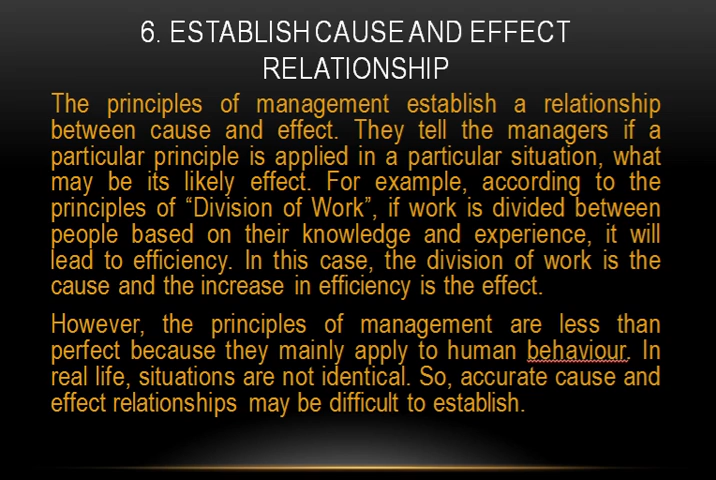 6. ESTABLISH CAUSE AND EFFECT
RELATIONSHIP
The principles of management establish a relationship
between cause and effect. They tell the managers if a
particular principle is applied in a particular situation, what
may be its likely effect. For example, according to the
principles of “Division of Work”, if work is divided between
people based on their knowledge and experience, it will
lead to efficiency. In this case, the division of work is the
cause and the increase in efficiency is the effect.
However, the principles of management are less than
perfect because they mainly apply to human behaviour. In
real life, situations are not identical. So, accurate cause and
effect relationships may be difficult to establish.